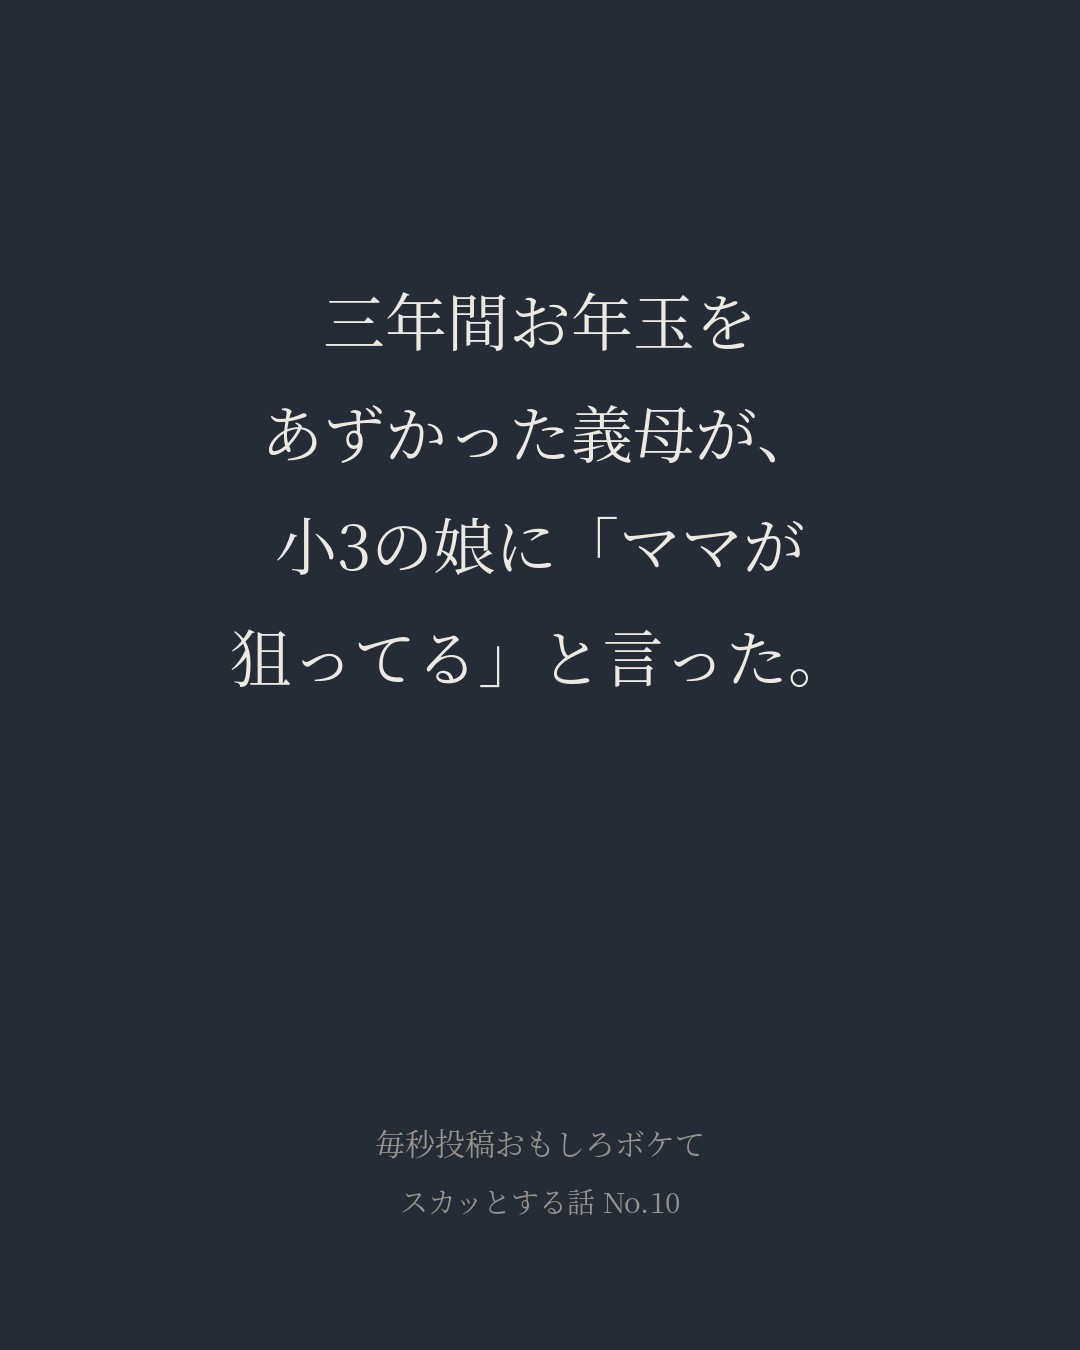 三年間お年玉を
あずかった義母が、
小3の娘に「ママが
狙ってる」と言った。
毎秒投稿おもしろボケて
スカッとする話 No.10